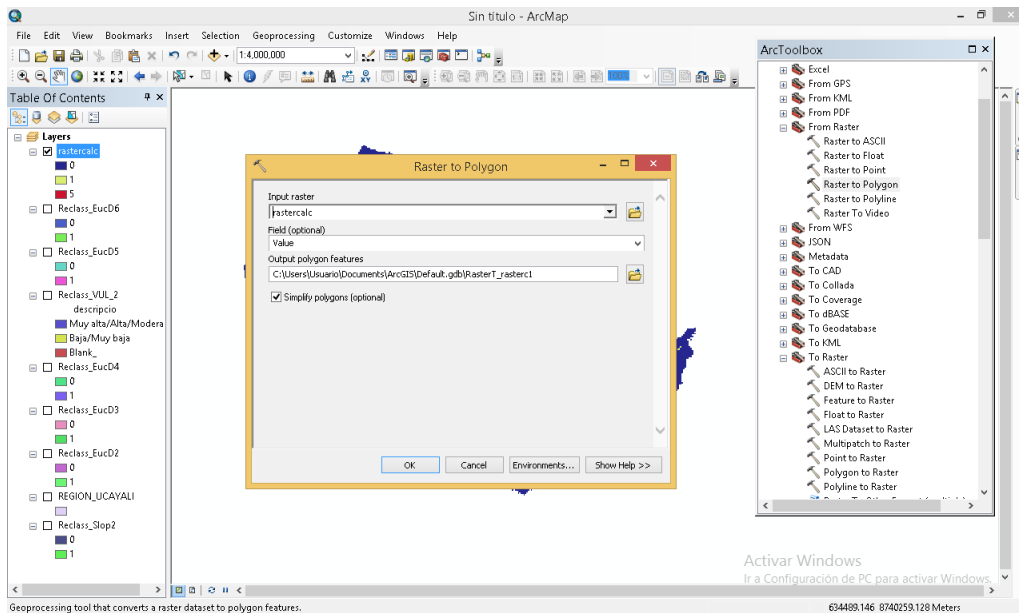 Sin título - ArcMap
File Edit View Bookmarks Insert Selection Geoprocessing Customize Windows Help
1:4,000,000
100%
Table Of Contents
Layers
rastercalc
0
1
5
Reclass_EucD6
0
1
Reclass_EucD5
0
1
Reclass_VUL_2
descripcio
Muy alta/Alta/Modera
Baja/Muy baja
Blank_
Reclass_EucD4
0
1
Reclass_EucD3
0
1
Reclass_EucD2
0
1
REGION_UCAYALI
Reclass_Slop2
0
1
Raster to Polygon
Input raster
rastercalc
Field (optional)
Value
Output polygon features
C:\Users\Usuario\Documents\ArcGIS\Default.gdb\RasterT_rasterc1
Simplify polygons (optional)
OK Cancel Environments... Show Help >>
ArcToolbox
Excel
From GPS
From KML
From PDF
From Raster
Raster to ASCII
Raster to Float
Raster to Point
Raster to Polygon
Raster to Polyline
Raster To Video
From WFS
JSON
Metadata
To CAD
To Collada
To Coverage
To dBASE
To Geodatabase
To KML
To Raster
ASCII to Raster
DEM to Raster
Feature to Raster
Float to Raster
LAS Dataset to Raster
Multipatch to Raster
Point to Raster
Polygon to Raster
Polyline to Raster
Activar Windows
Ir a Configuración de PC para activar Windows.
Geoprocessing tool that converts a raster dataset to polygon features.
634489.146 8740259.128 Meters